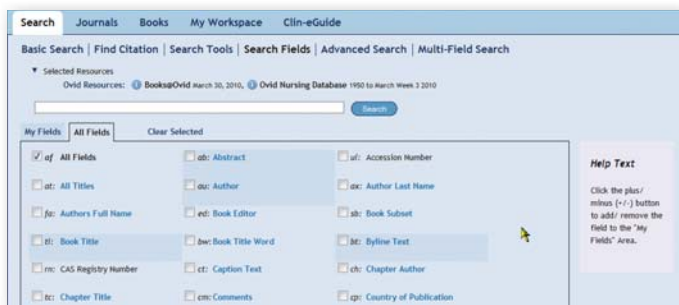 Search Journals Books My Workspace Clin-eGuide
Basic Search | Find Citation | Search Tools | Search Fields | Advanced Search | Multi-Field Search
▼ Selected Resources
Ovid Resources: Books@Ovid March 30, 2010, Ovid Nursing Database 1950 to March Week 3 2010
Search
My Fields All Fields Clear Selected
af All Fields ab: Abstract ui: Accession Number
at: All Titles au: Author ax: Author Last Name
fa: Authors Full Name ed: Book Editor sb: Book Subset
tl: Book Title bw: Book Title Word bt: Byline Text
rn: CAS Registry Number ct: Caption Text ch: Chapter Author
tc: Chapter Title cm: Comments cp: Country of Publication
Help Text
Click the plus/
minus (+/-) button
to add/ remove the
field to the "My
Fields" Area.